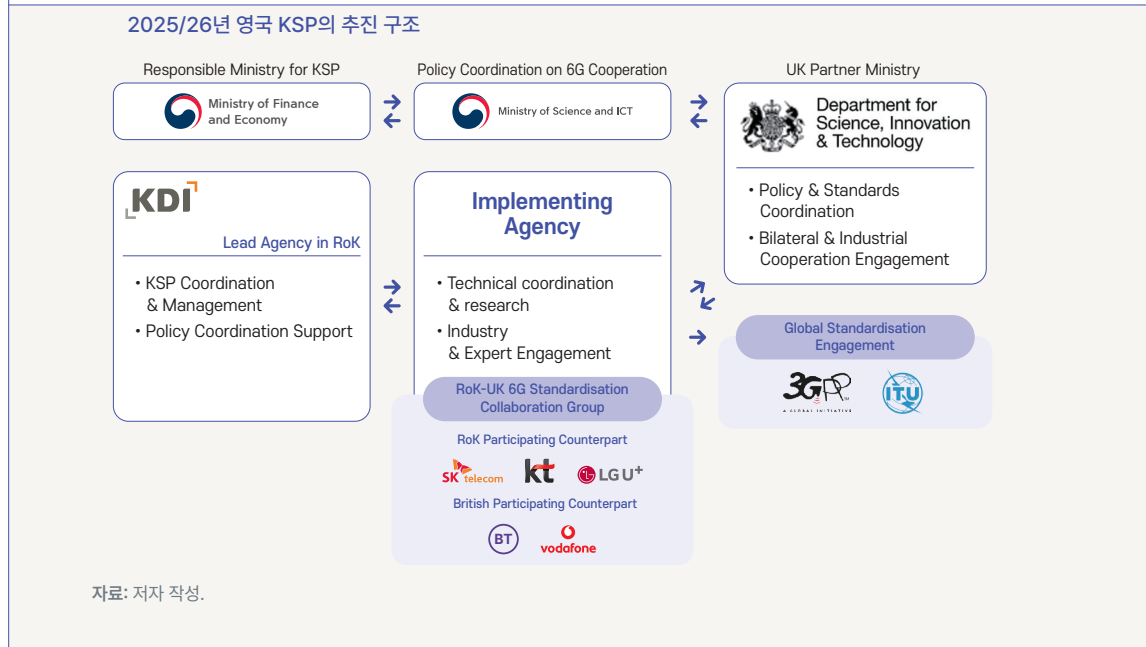 2025/26년 영국 KSP의 추진 구조
Responsible Ministry for KSP
Ministry of Finance
and Economy
Policy Coordination on 6G Cooperation
Ministry of Science and ICT
UK Partner Ministry
Department for
Science, Innovation
& Technology
• Policy & Standards
Coordination
• Bilateral & Industrial
Cooperation Engagement
KDI
Lead Agency in RoK
• KSP Coordination
& Management
• Policy Coordination Support
Implementing
Agency
• Technical coordination
& research
• Industry
& Expert Engagement
RoK-UK 6G Standardisation
Collaboration Group
RoK Participating Counterpart
SK telecom
kt
LG U+
British Participating Counterpart
BT
vodafone
Global Standardisation
Engagement
3GPP
A GLOBAL INITIATIVE
ITU
자료: 저자 작성.